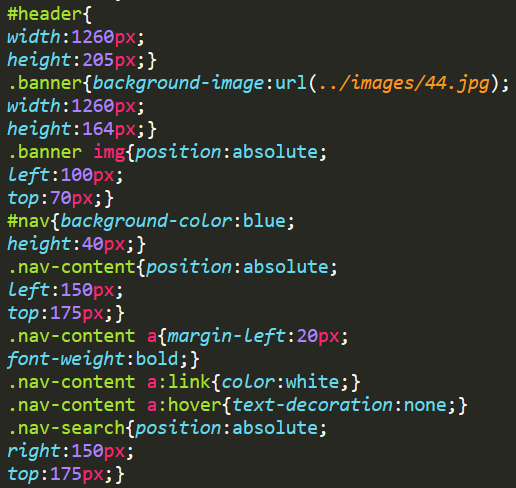 #header{
width:1260px;
height:205px;}
.banner{background-image:url(../images/44.jpg);
width:1260px;
height:164px;}
.banner img{position:absolute;
left:100px;
top:70px;}
#nav{background-color:blue;
height:40px;}
.nav-content{position:absolute;
left:150px;
top:175px;}
.nav-content a{margin-left:20px;
font-weight:bold;}
.nav-content a:link{color:white;}
.nav-content a:hover{text-decoration:none;}
.nav-search{position:absolute;
right:150px;
top:175px;}